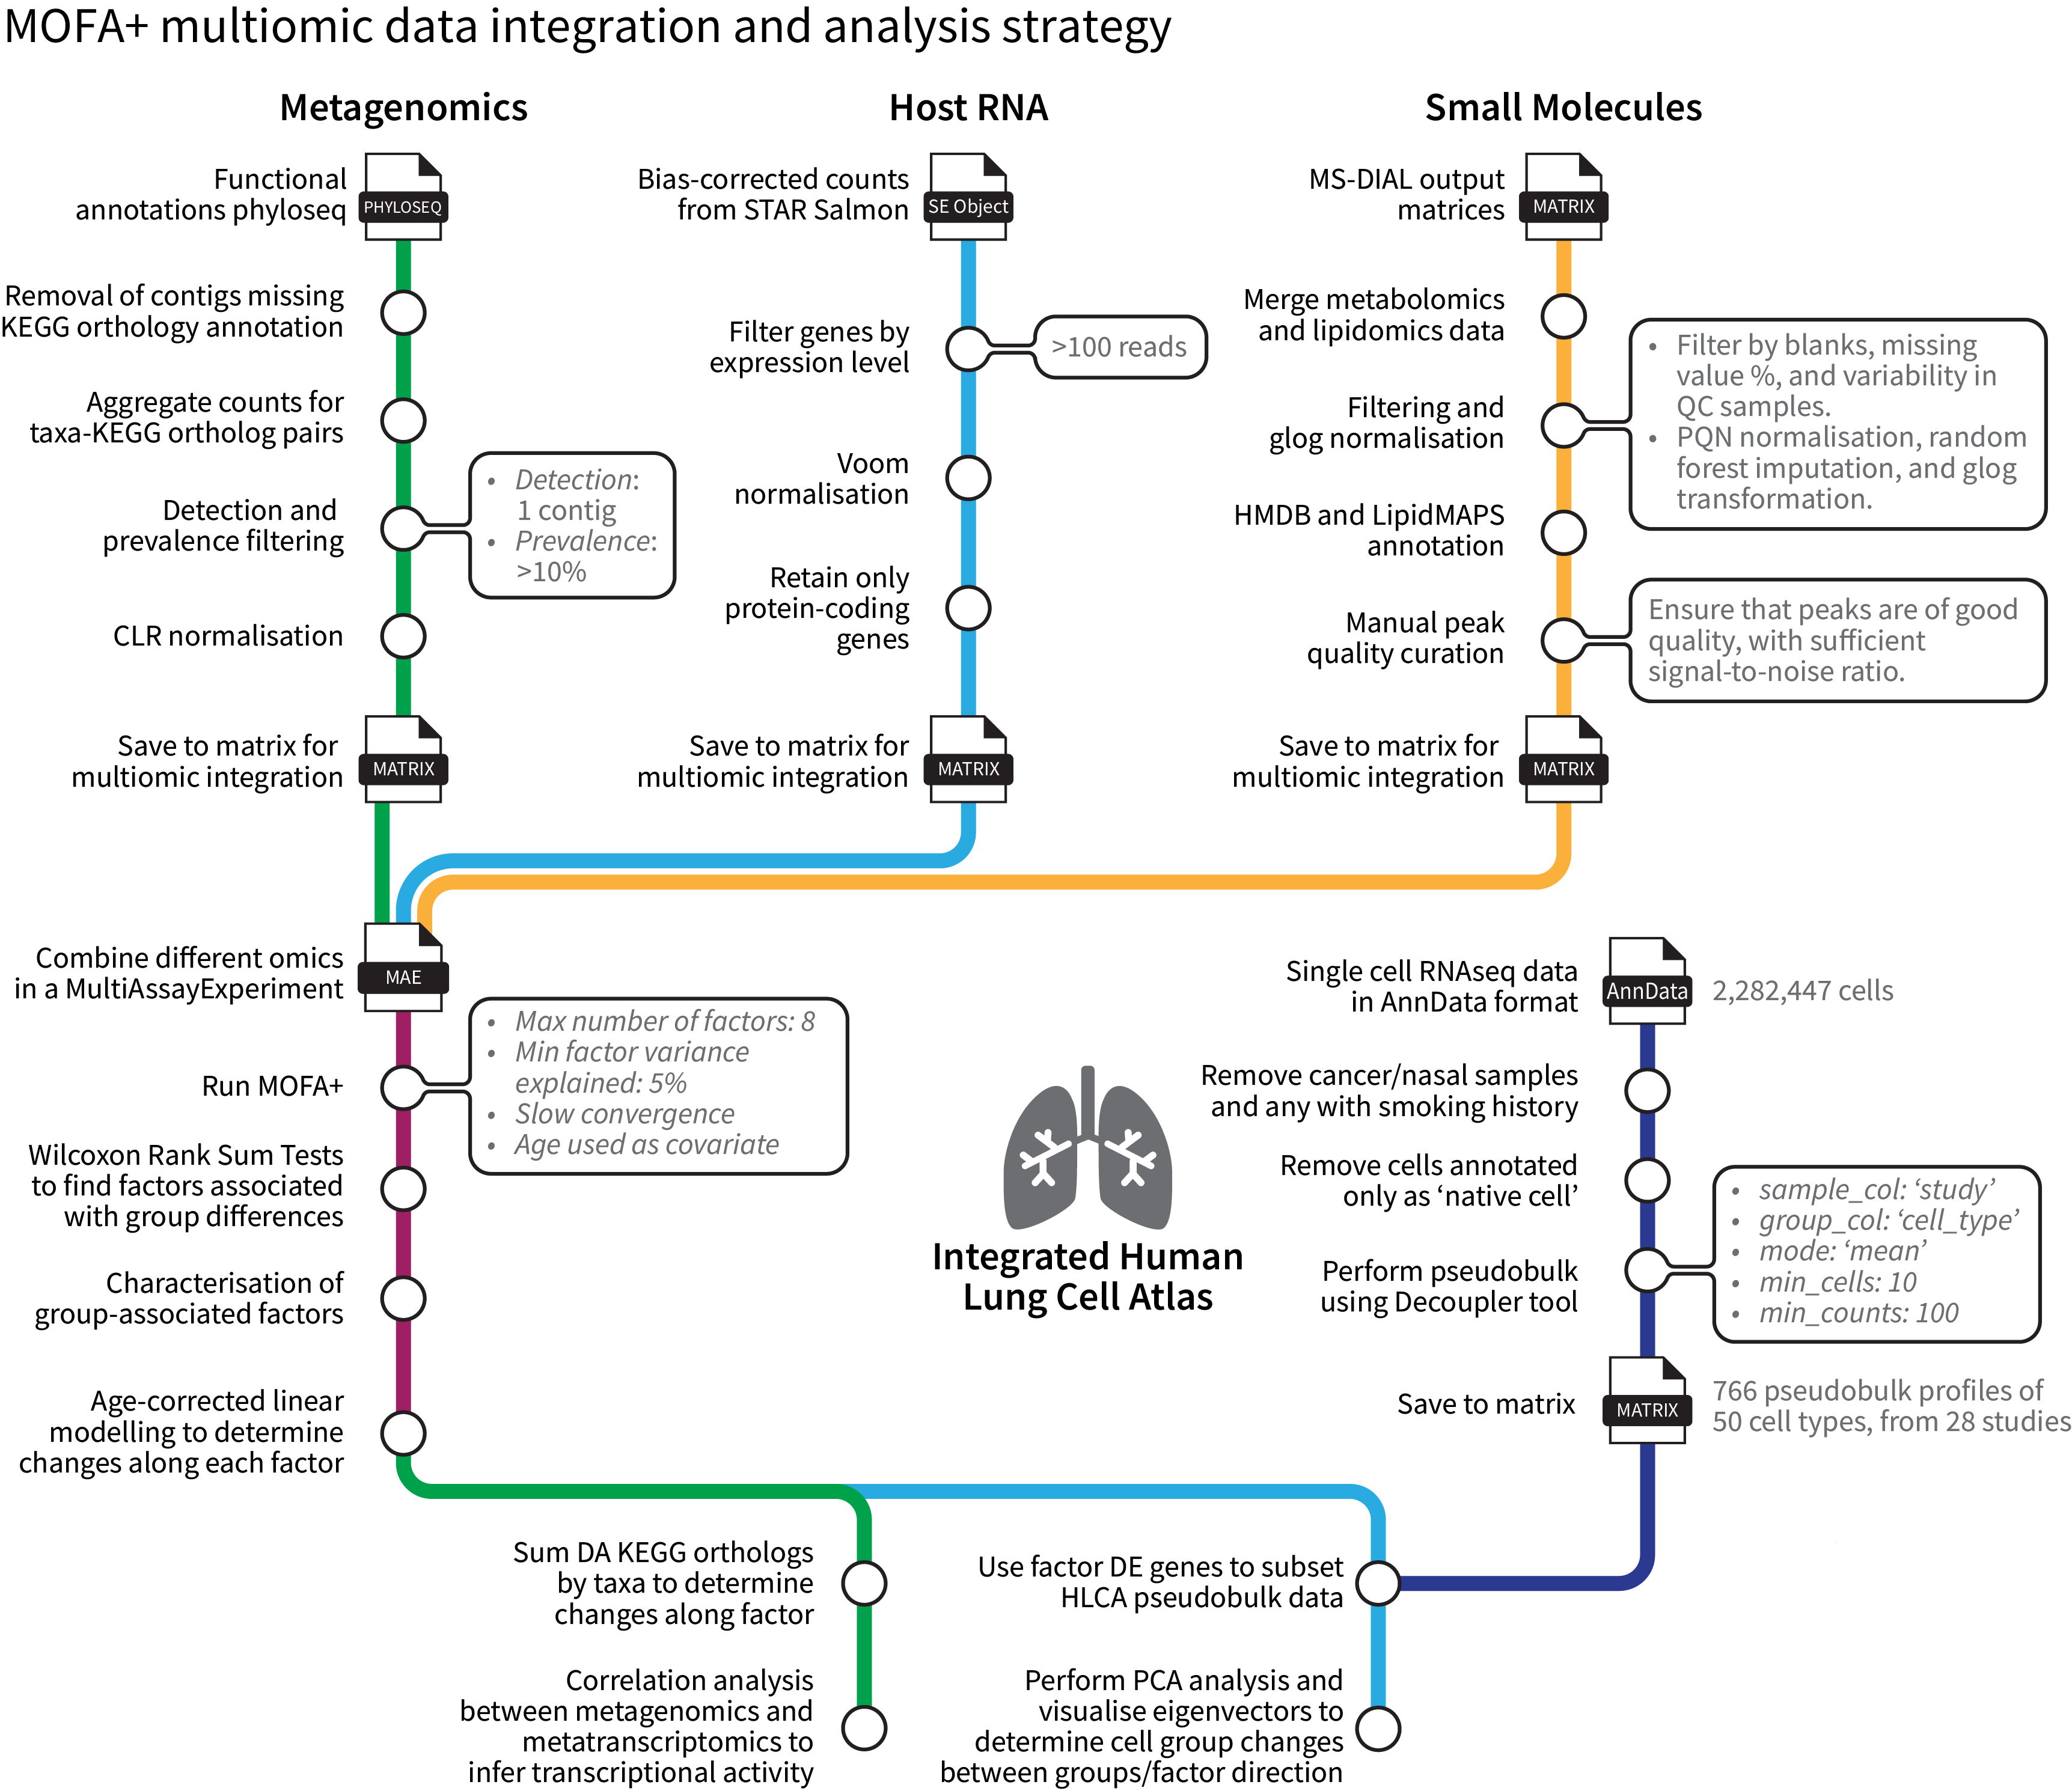 MOFA+ multiomic data integration and analysis strategy
Metagenomics
Functional
annotations phyloseq
PHYLOSEQ
Removal of contigs missing
KEGG orthology annotation
Aggregate counts for
taxa-KEGG ortholog pairs
Detection and
prevalence filtering
• Detection:
1 contig
• Prevalence:
>10%
CLR normalisation
Save to matrix for
multiomic integration
MATRIX
Host RNA
Bias-corrected counts
from STAR Salmon
SE Object
Filter genes by
expression level
>100 reads
Voom
normalisation
Retain only
protein-coding
genes
Save to matrix for
multiomic integration
MATRIX
Small Molecules
MS-DIAL output
matrices
MATRIX
Merge metabolomics
and lipidomics data
Filtering and
glog normalisation
• Filter by blanks, missing
value %, and variability in
QC samples.
• PQN normalisation, random
forest imputation, and glog
transformation.
HMDB and LipidMAPS
annotation
Manual peak
quality curation
Ensure that peaks are of good
quality, with sufficient
signal-to-noise ratio.
Save to matrix for
multiomic integration
MATRIX
Combine different omics
in a MultiAssayExperiment
MAE
Run MOFA+
• Max number of factors: 8
• Min factor variance
explained: 5%
• Slow convergence
• Age used as covariate
Wilcoxon Rank Sum Tests
to find factors associated
with group differences
Characterisation of
group-associated factors
Age-corrected linear
modelling to determine
changes along each factor
Integrated Human
Lung Cell Atlas
Single cell RNAseq data
in AnnData format
AnnData
2,282,447 cells
Remove cancer/nasal samples
and any with smoking history
Remove cells annotated
only as ‘native cell’
Perform pseudobulk
using Decoupler tool
• sample_col: ‘study’
• group_col: ‘cell_type’
• mode: ‘mean’
• min_cells: 10
• min_counts: 100
Save to matrix
MATRIX
766 pseudobulk profiles of
50 cell types, from 28 studies
Sum DA KEGG orthologs
by taxa to determine
changes along factor
Correlation analysis
between metagenomics and
metatranscriptomics to
infer transcriptional activity
Use factor DE genes to subset
HLCA pseudobulk data
Perform PCA analysis and
visualise eigenvectors to
determine cell group changes
between groups/factor direction